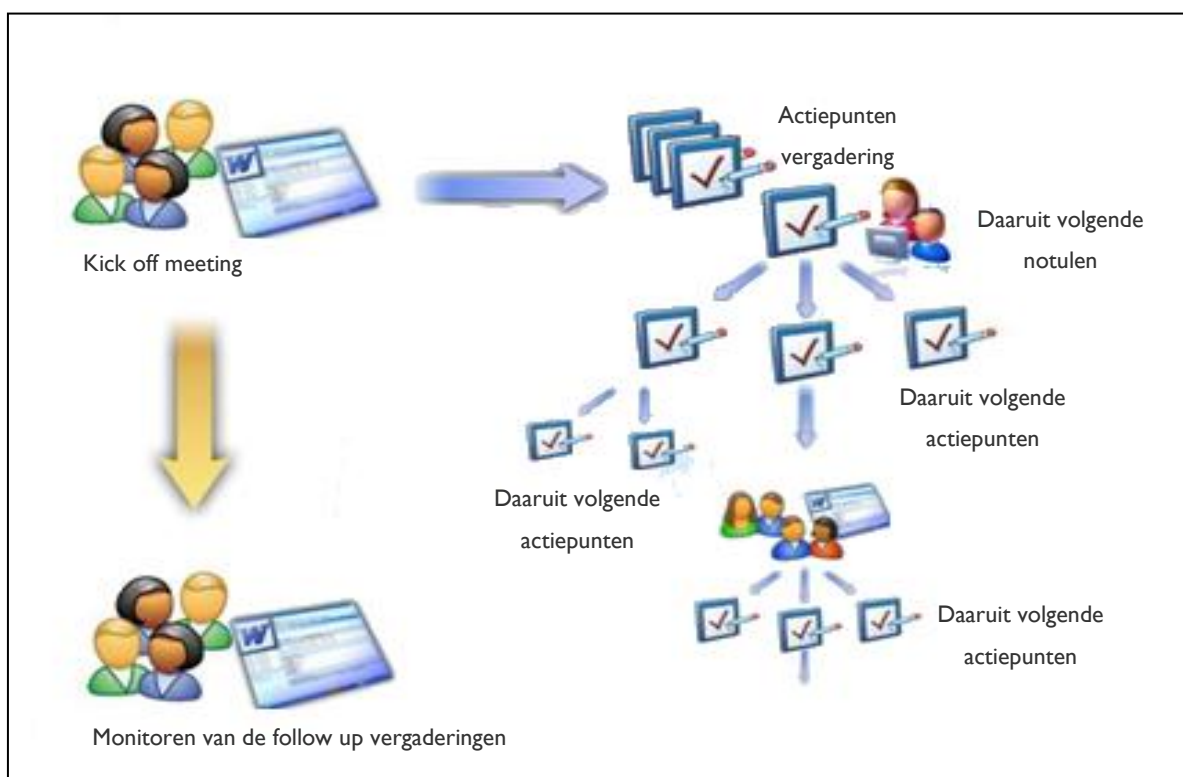 Actiepunten
vergadering
Daaruit volgende
notulen
Kick off meeting
Daaruit volgende
actiepunten
Daaruit volgende
actiepunten
Daaruit volgende
actiepunten
Monitoren van de follow up vergaderingen
W
W